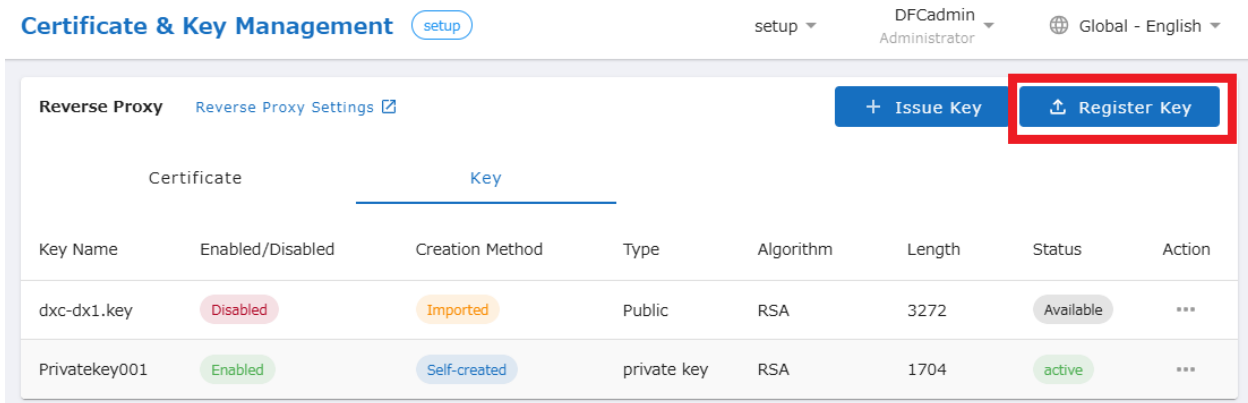 Certificate & Key Management setup setup DFCadmin Global - English
Administrator
Reverse Proxy Reverse Proxy Settings + Issue Key Register Key
Certificate Key
Key Name Enabled/Disabled Creation Method Type Algorithm Length Status Action
dxc-dx1.key Disabled Imported Public RSA 3272 Available ...
Privatekey001 Enabled Self-created private key RSA 1704 active ...